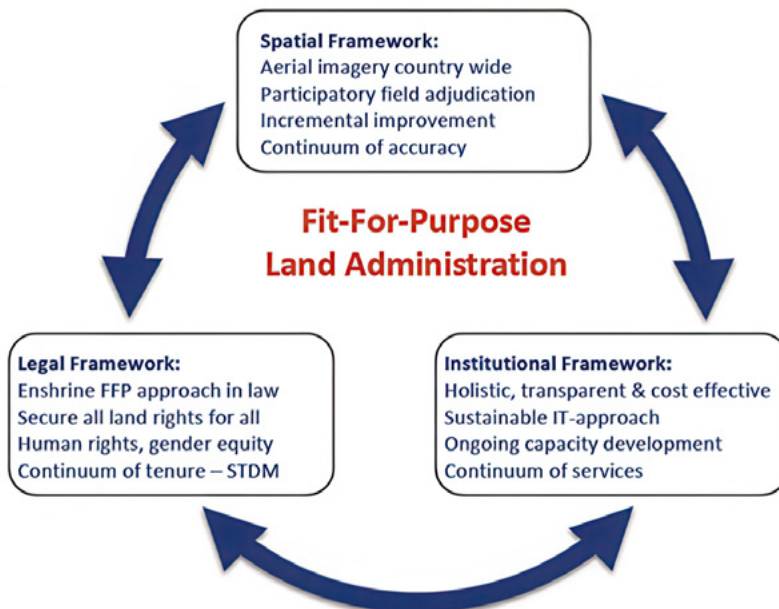 Spatial Framework:
Aerial imagery country wide
Participatory field adjudication
Incremental improvement
Continuum of accuracy
Fit-For-Purpose
Land Administration
Legal Framework:
Enshrine FFP approach in law
Secure all land rights for all
Human rights, gender equity
Continuum of tenure – STDM
Institutional Framework:
Holistic, transparent & cost effective
Sustainable IT-approach
Ongoing capacity development
Continuum of services